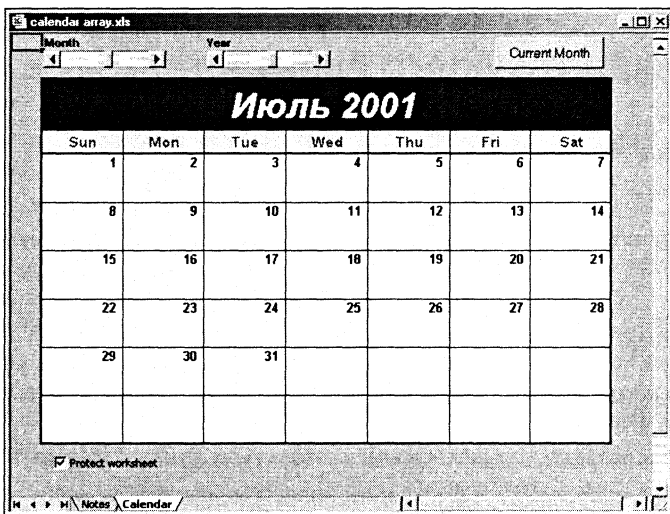 calendar array.xls
Month Year Current Month
Июль 2001
Sun Mon Tue Wed Thu Fri Sat
1 2 3 4 5 6 7
8 9 10 11 12 13 14
15 16 17 18 19 20 21
22 23 24 25 26 27 28
29 30 31
Protect worksheet
Notes Calendar